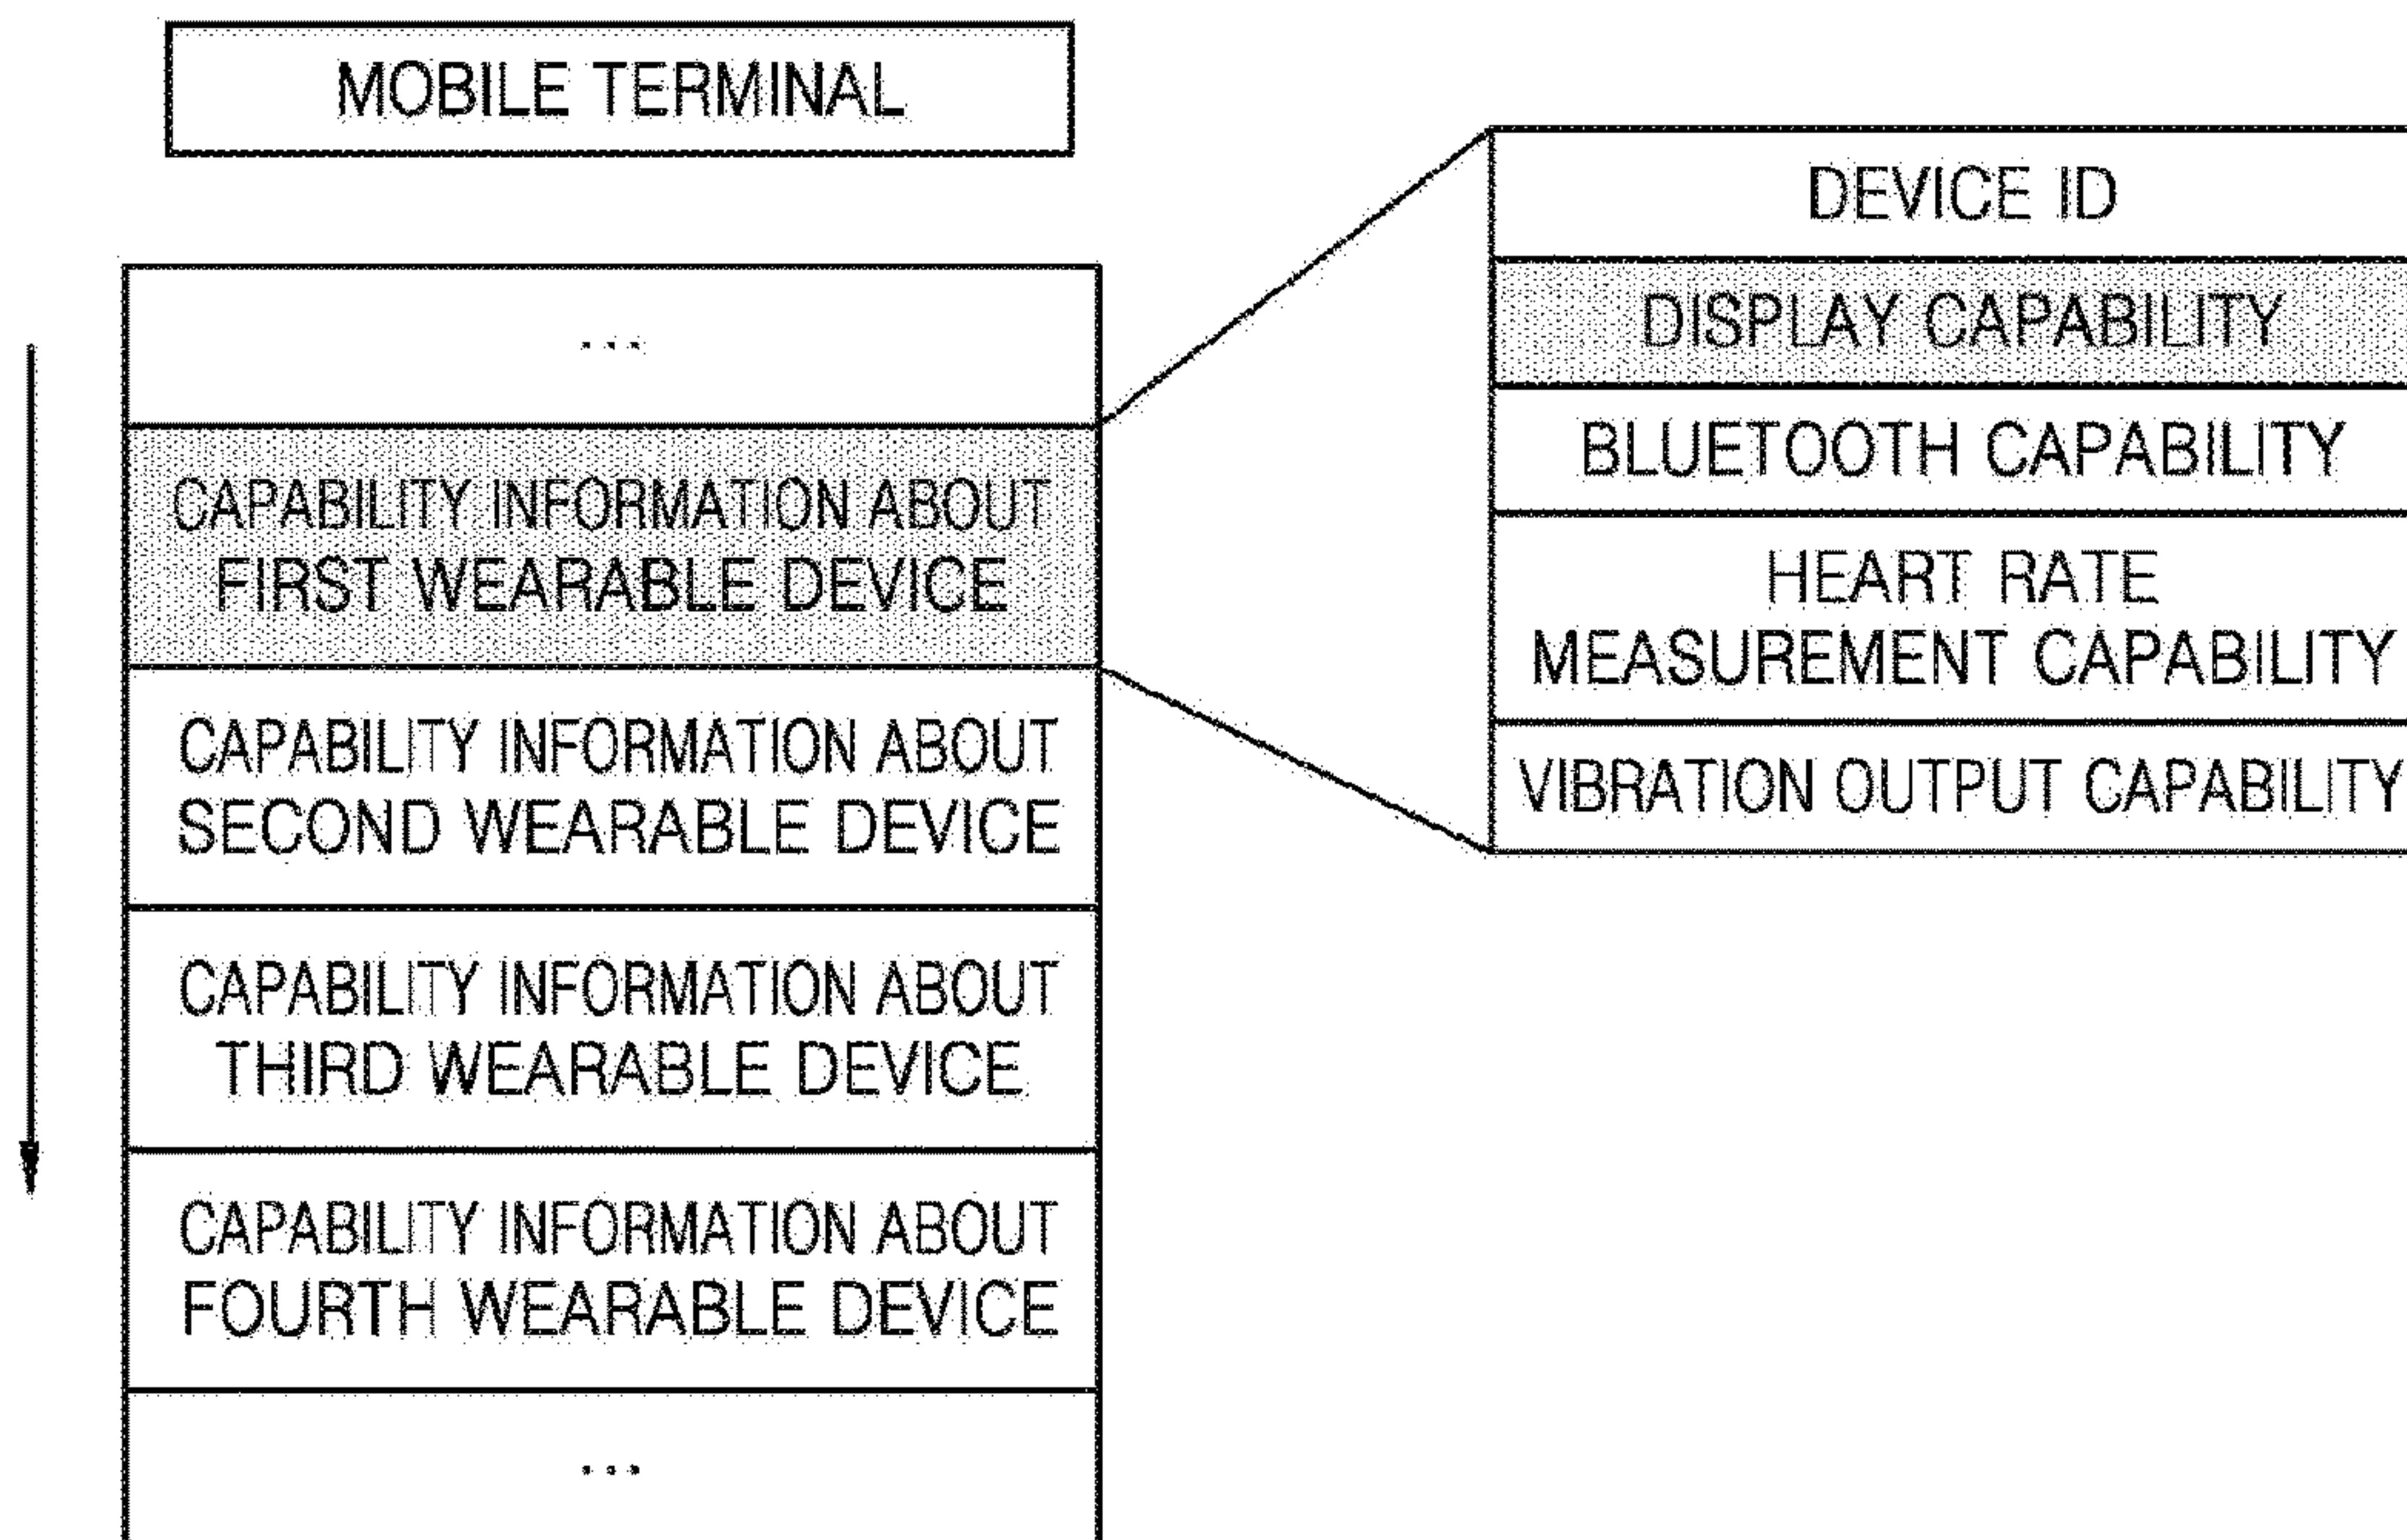 MOBILE TERMINAL
...
CAPABILITY INFORMATION ABOUT
FIRST WEARABLE DEVICE
CAPABILITY INFORMATION ABOUT
SECOND WEARABLE DEVICE
CAPABILITY INFORMATION ABOUT
THIRD WEARABLE DEVICE
CAPABILITY INFORMATION ABOUT
FOURTH WEARABLE DEVICE
...
DEVICE ID
DISPLAY CAPABILITY
BLUETOOTH CAPABILITY
HEART RATE
MEASUREMENT CAPABILITY
VIBRATION OUTPUT CAPABILITY